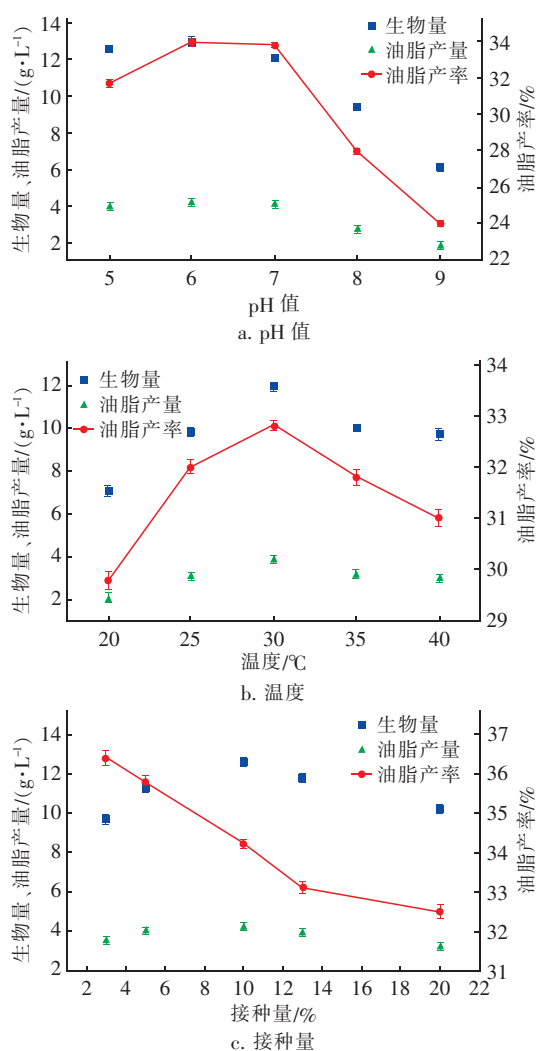 生物量、油脂产量/(g·L⁻¹)
14
12
10
8
6
4
2
生物量
油脂产量
油脂产率
34
32
30
28
26
24
22
油脂产率/%
5 6 7 8 9
pH 值
a. pH 值
生物量、油脂产量/(g·L⁻¹)
12
10
8
6
4
2
生物量
油脂产量
油脂产率
34
33
32
31
30
29
油脂产率/%
20 25 30 35 40
温度/℃
b. 温度
生物量、油脂产量/(g·L⁻¹)
14
12
10
8
6
4
2
生物量
油脂产量
油脂产率
37
36
35
34
33
32
31
油脂产率/%
2 4 6 8 10 12 14 16 18 20 22
接种量/%
c. 接种量